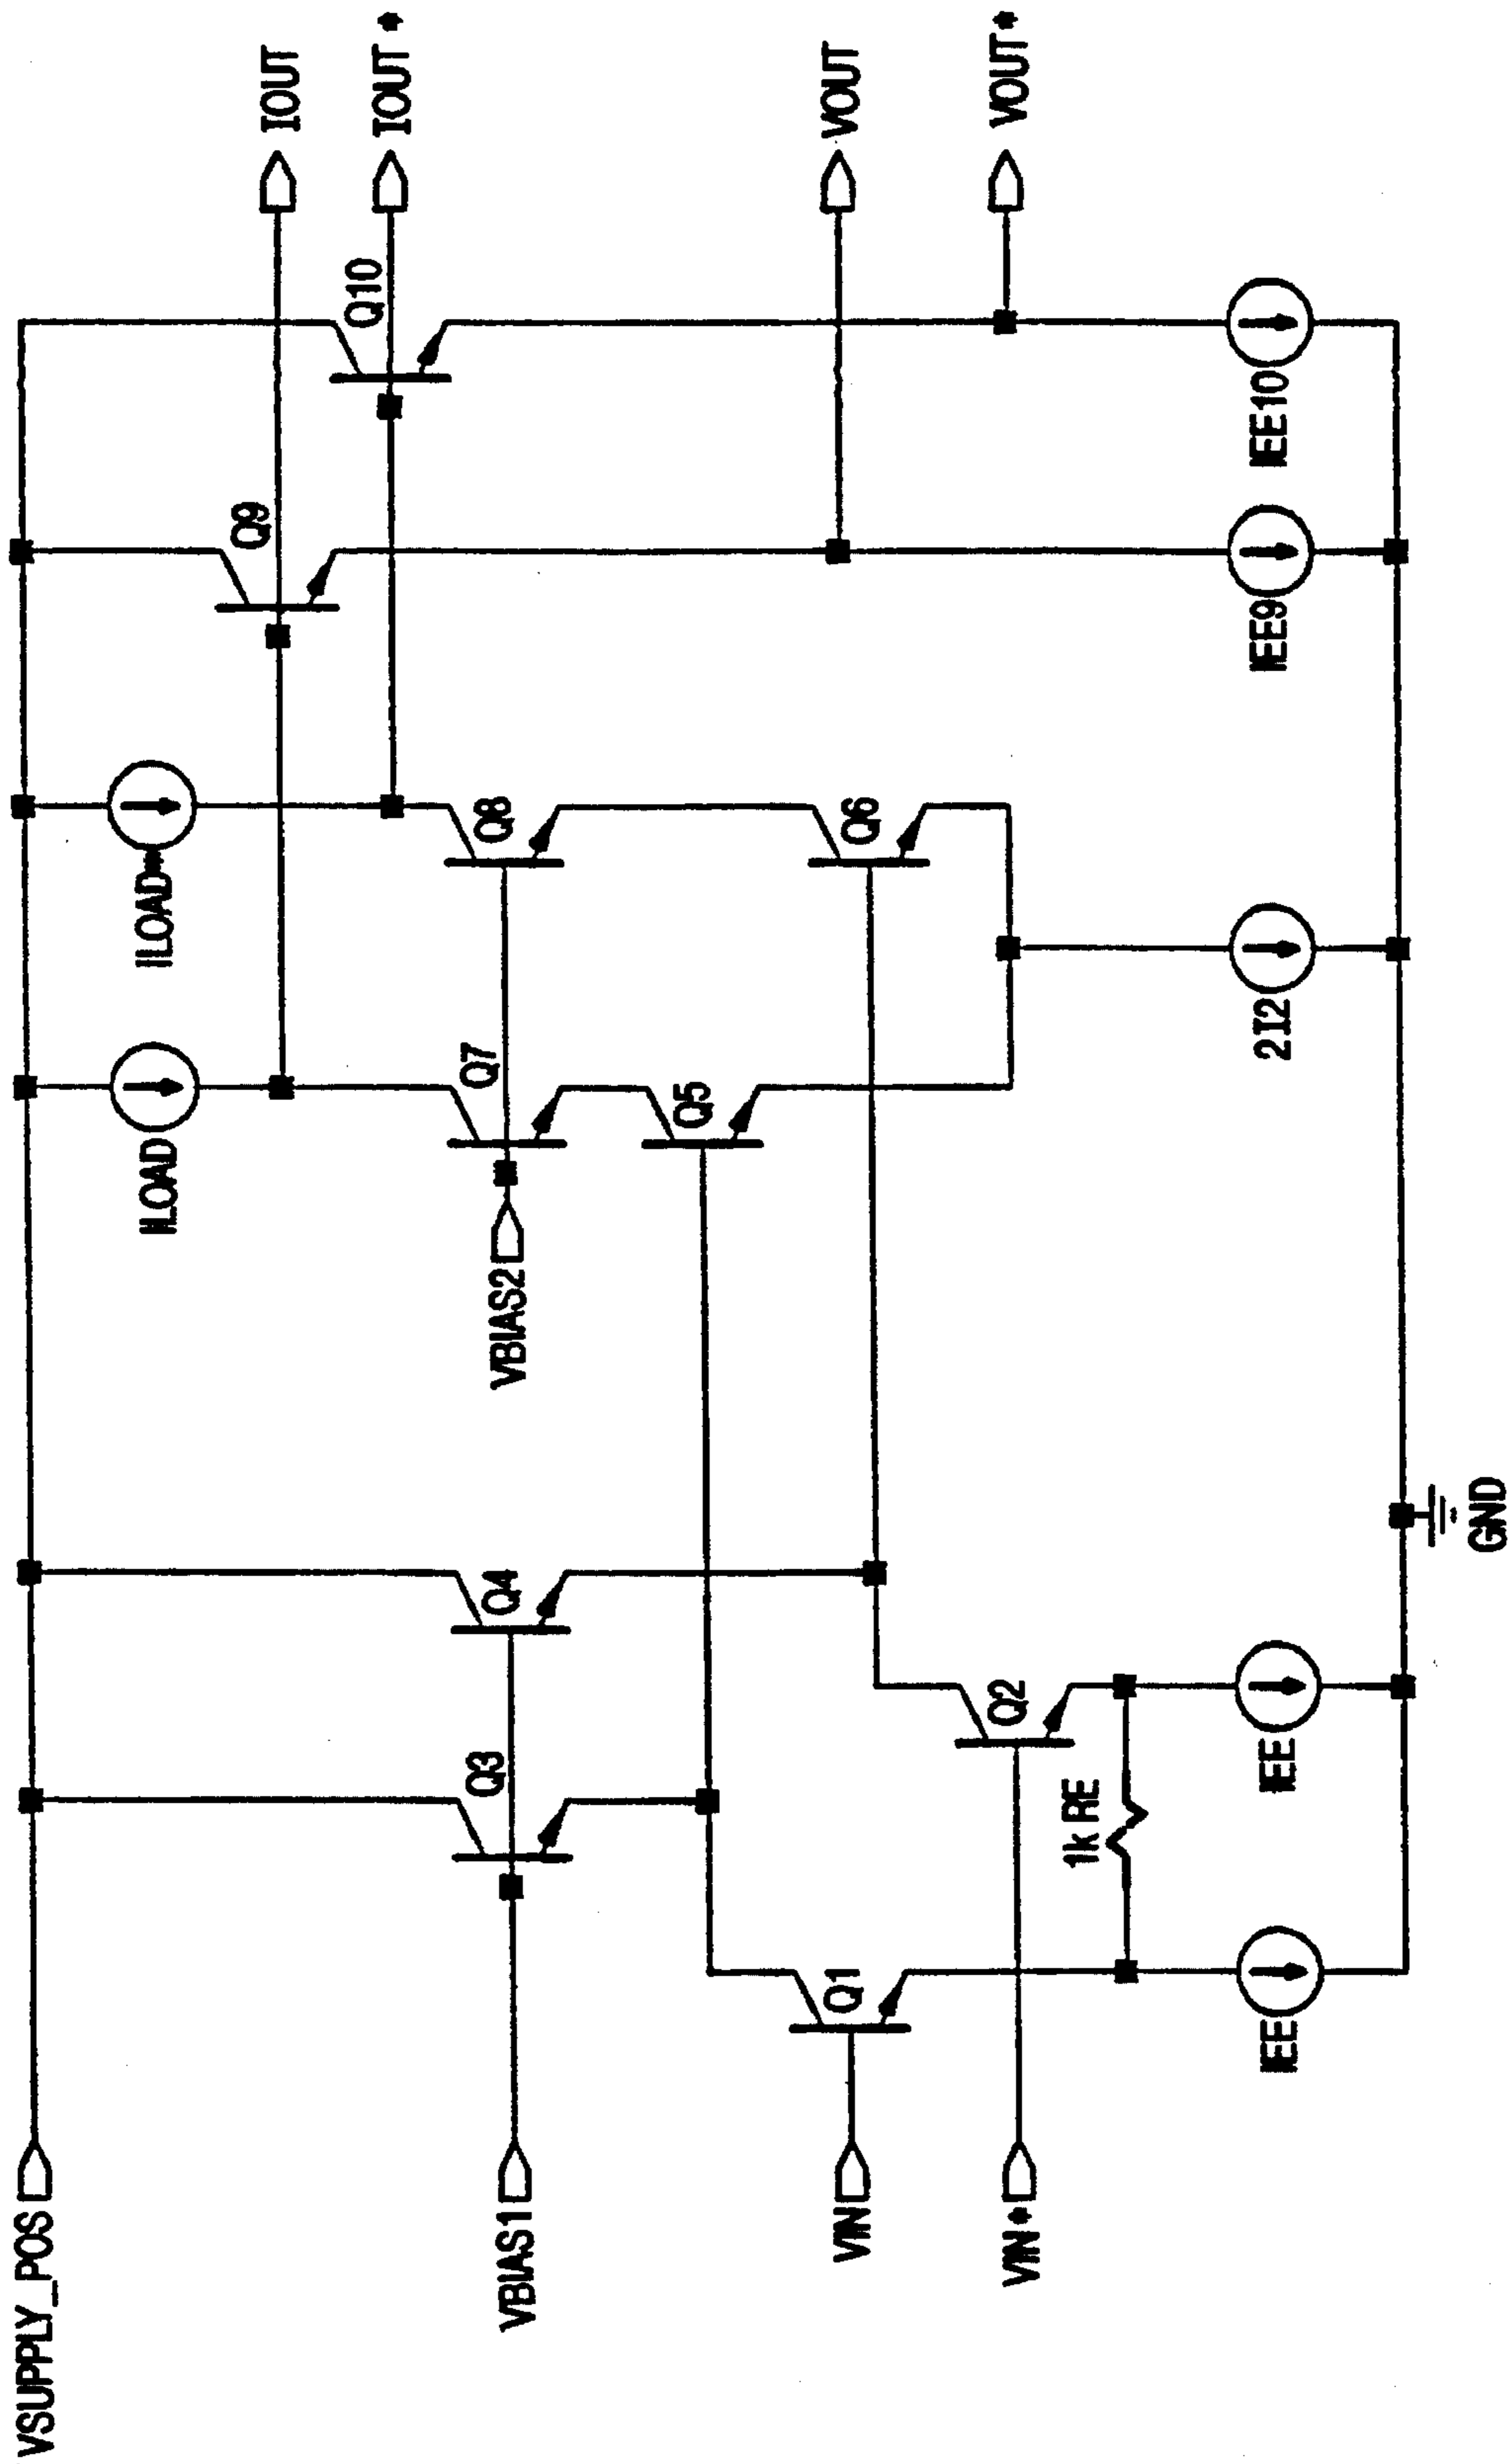 VSUPPLY_POS
VBIAS1
VIN
VIN*
Q1
Q2
Q3
Q4
1k RE
IEE
IEE
GND
VBIAS2
ILOAD
ILOAD*
Q7
Q8
Q5
Q6
2I2
Q9
Q10
IEE9
IEE10
IOUT
IOUT*
VOUT
VOUT*